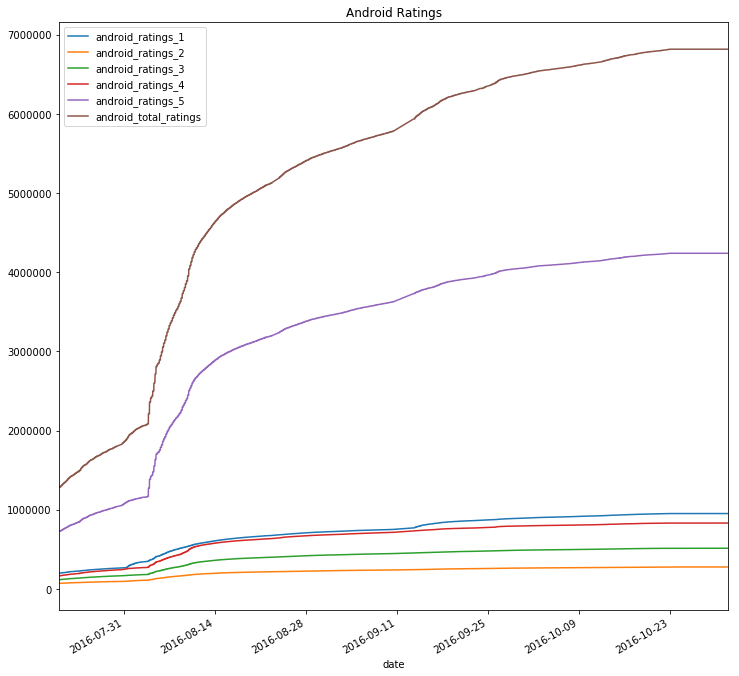 Android Ratings
android_ratings_1
android_ratings_2
android_ratings_3
android_ratings_4
android_ratings_5
android_total_ratings
7000000
6000000
5000000
4000000
3000000
2000000
1000000
0
2016-07-31
2016-08-14
2016-08-28
2016-09-11
2016-09-25
2016-10-09
2016-10-23
date